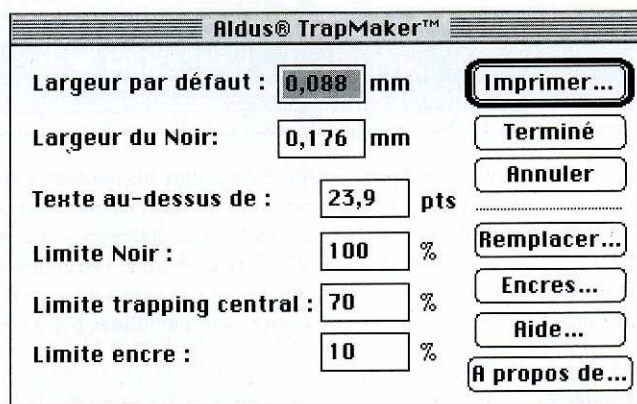 Aldus® TrapMaker™
Largeur par défaut : 0,088 mm
Largeur du Noir: 0,176 mm
Texte au-dessus de : 23,9 pts
Limite Noir : 100 %
Limite trapping central : 70 %
Limite encre : 10 %
Imprimer...
Terminé
Annuler
Remplacer...
Encres...
Aide...
A propos de...